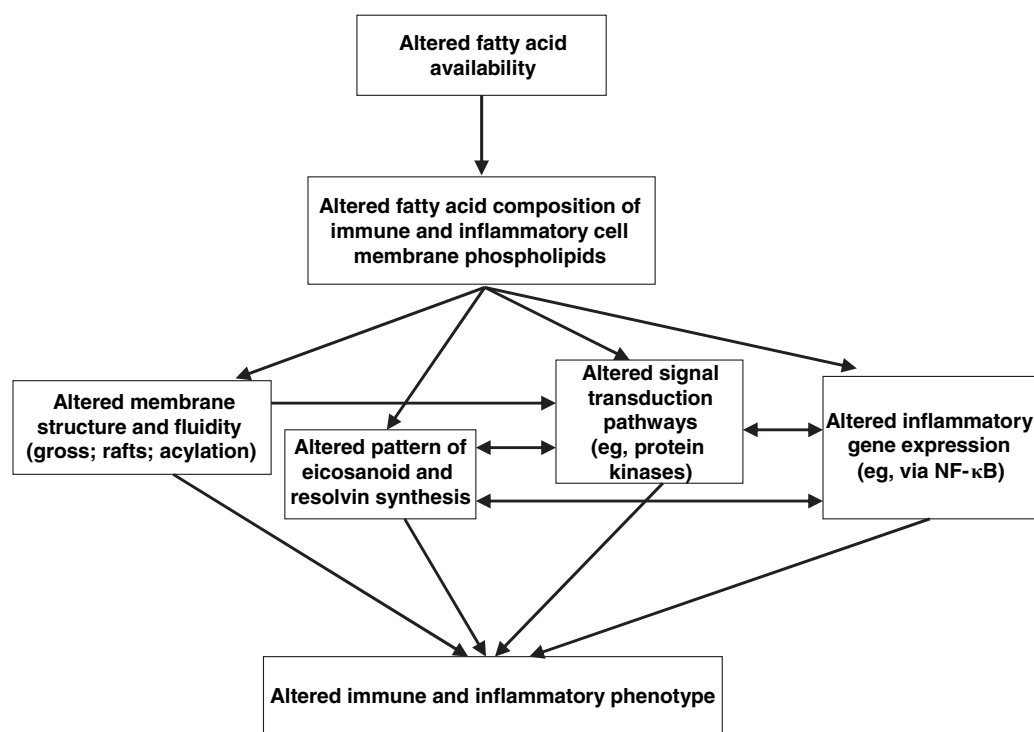 Altered fatty acid
availability
Altered fatty acid composition of
immune and inflammatory cell
membrane phospholipids
Altered membrane
structure and fluidity
(gross; rafts; acylation)
Altered pattern of
eicosanoid and
resolvin synthesis
Altered signal
transduction
pathways
(eg, protein
kinases)
Altered inflammatory
gene expression
(eg, via NF-κB)
Altered immune and inflammatory phenotype